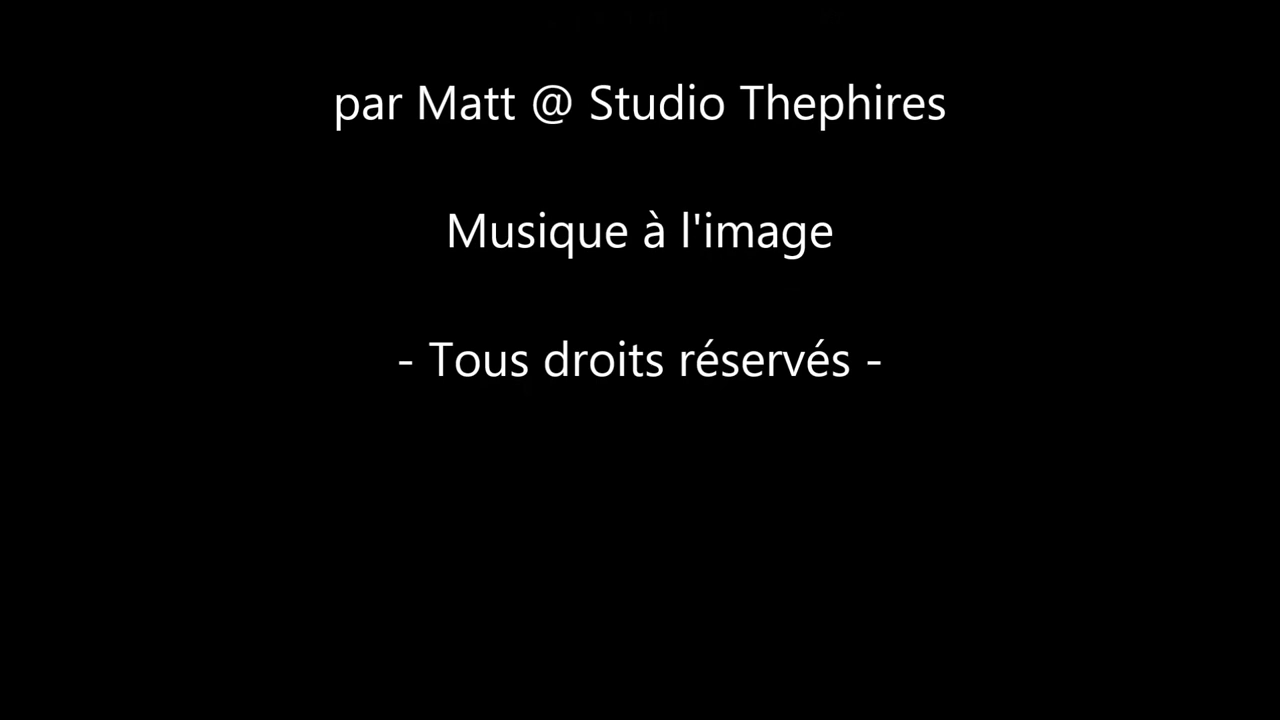 par Matt @ Studio Thephires
Musique à l'image
- Tous droits réservés -